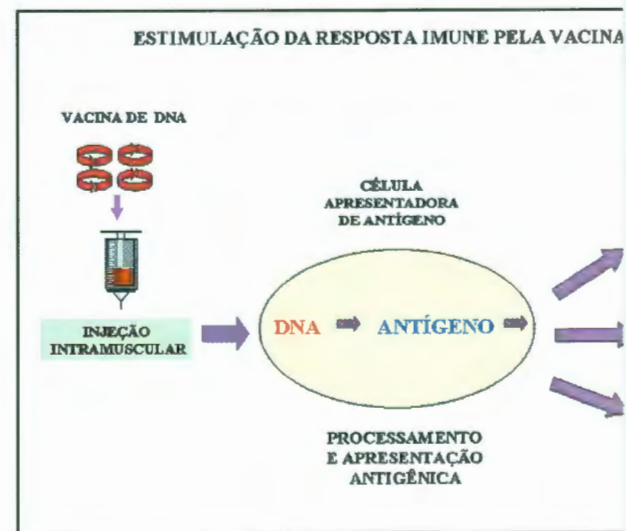 ESTIMULAÇÃO DA RESPOSTA IMUNE PELA VACINA
VACINA DE DNA
CÉLULA
APRESENTADORA
DE ANTÍGENO
INJEÇÃO
INTRAMUSCULAR
DNA
ANTÍGENO
PROCESSAMENTO
E APRESENTAÇÃO
ANTIGÊNICA